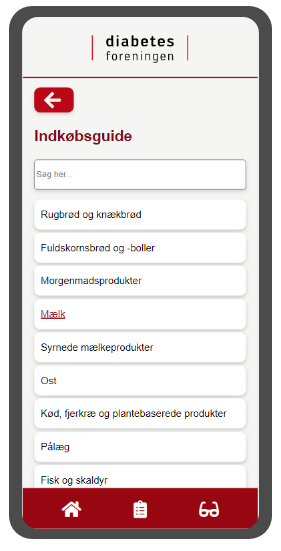 diabetes
foreningen
Indkøbsguide
Søg her...
Rugbrød og knækbrød
Fuldskornsbrød og -boller
Morgenmadsprodukter
Mælk
Syrnede mælkeprodukter
Ost
Kød, fjerkræ og plantebaserede produkter
Pålæg
Fisk og skaldyr